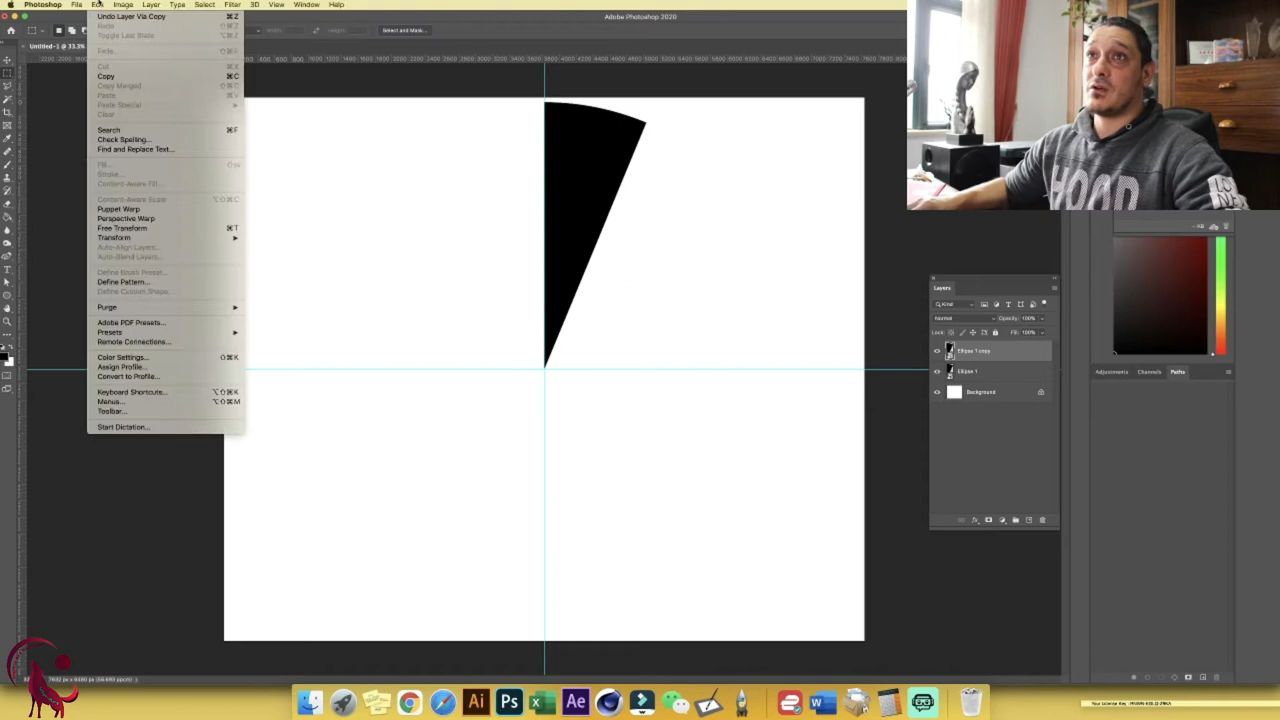 Photoshop File Edit Image Layer Type Select Filter 3D View Window Help
Adobe Photoshop 2020
Select and Mask...
Undo Layer Via Copy ⌘Z
Redo ⇧⌘Z
Toggle Last State ⌥⌘Z
Fade... ⇧⌘F
Cut ⌘X
Copy ⌘C
Copy Merged ⇧⌘C
Paste ⌘V
Paste Special
Clear
Search ⌘F
Check Spelling...
Find and Replace Text...
Fill...
Stroke...
Content-Aware Fill...
Content-Aware Scale ⌥⇧⌘C
Puppet Warp
Perspective Warp
Free Transform ⌘T
Transform
Auto-Align Layers...
Auto-Blend Layers...
Define Brush Preset...
Define Pattern...
Define Custom Shape...
Purge
Adobe PDF Presets...
Presets
Remote Connections...
Color Settings... ⇧⌘K
Assign Profile...
Convert to Profile...
Keyboard Shortcuts... ⌥⇧⌘K
Menus... ⌥⇧⌘M
Toolbar...
Start Dictation...
Untitled-1 @ 33.3%
HOOD
Layers
Kind
Normal Opacity: 100%
Lock: Fill: 100%
Ellipse 1 copy
Ellipse 1
Background
Adjustments Channels Paths
Ai Ps Ae